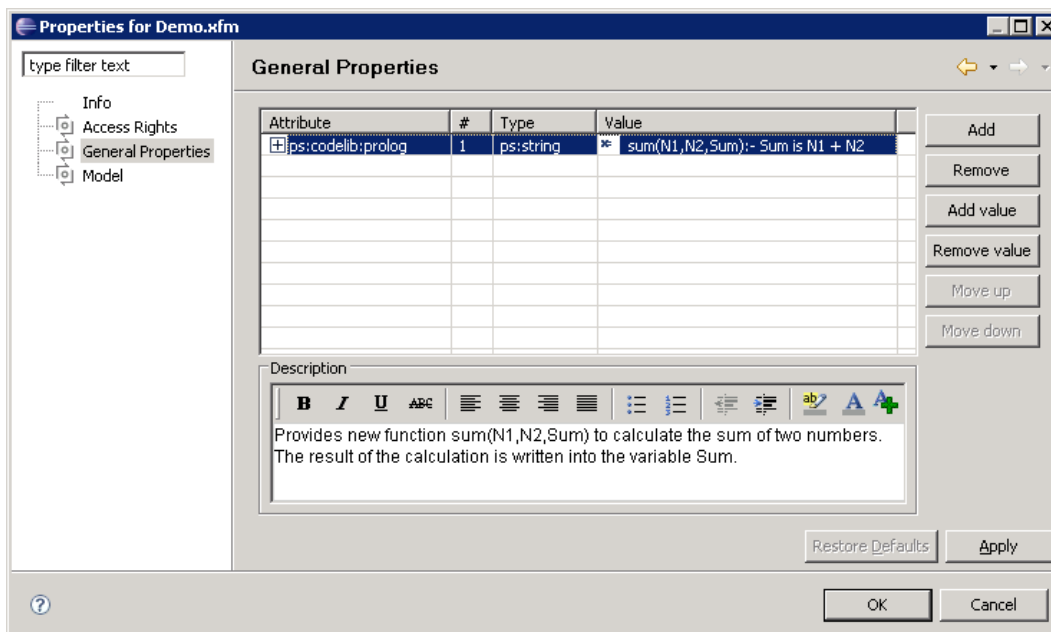 Properties for Demo.xfm
type filter text
General Properties
Info
Access Rights
General Properties
Model
Attribute # Type Value
ps:codelib:prolog 1 ps:string sum(N1,N2,Sum):- Sum is N1 + N2
Add
Remove
Add value
Remove value
Move up
Move down
Description
B I U ABC ab A A
Provides new function sum(N1,N2,Sum) to calculate the sum of two numbers.
The result of the calculation is written into the variable Sum.
Restore Defaults
Apply
?
OK
Cancel